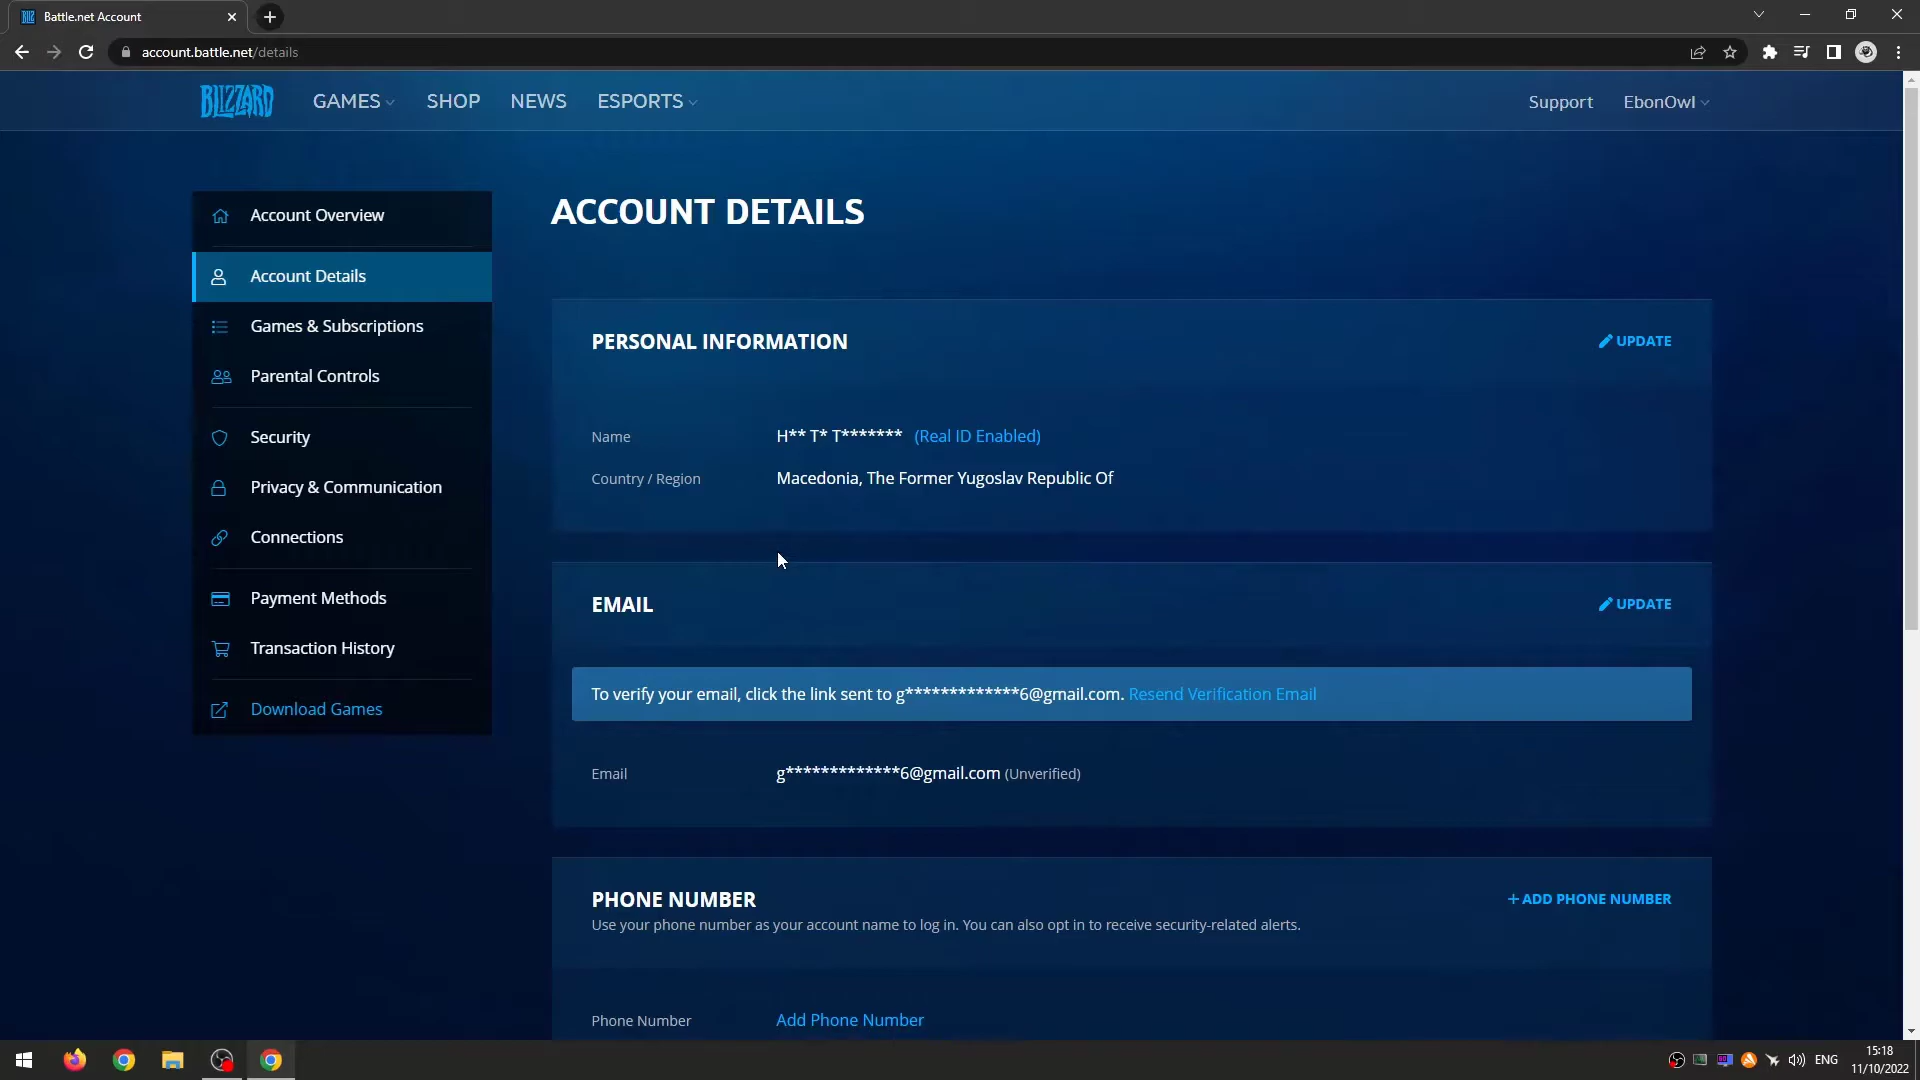 Battle.net Account
account.battle.net/details
BLIZZARD
GAMES
SHOP
NEWS
ESPORTS
Support
EbonOwl
Account Overview
Account Details
Games & Subscriptions
Parental Controls
Security
Privacy & Communication
Connections
Payment Methods
Transaction History
Download Games
ACCOUNT DETAILS
PERSONAL INFORMATION
UPDATE
Name H** T* T******* (Real ID Enabled)
Country / Region Macedonia, The Former Yugoslav Republic Of
EMAIL
UPDATE
To verify your email, click the link sent to g*************6@gmail.com. Resend Verification Email
Email g*************6@gmail.com (Unverified)
PHONE NUMBER
+ ADD PHONE NUMBER
Use your phone number as your account name to log in. You can also opt in to receive security-related alerts.
Phone Number Add Phone Number
ENG
15:18
11/10/2022